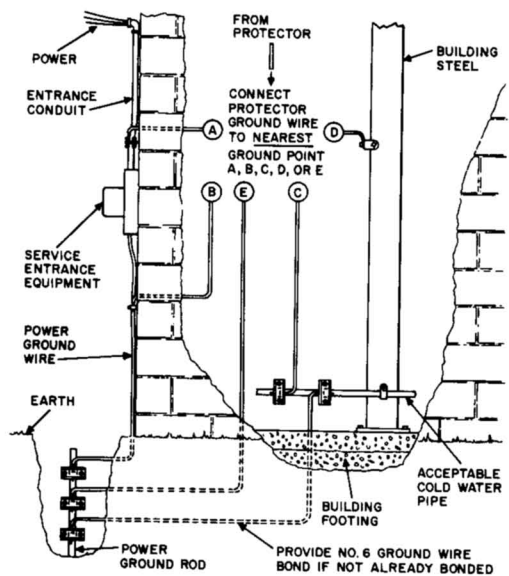 FROM
PROTECTOR
POWER
BUILDING
STEEL
ENTRANCE
CONDUIT
CONNECT
PROTECTOR
GROUND WIRE
TO NEAREST
GROUND POINT
A, B, C, D, OR E
A
D
B
E
C
SERVICE
ENTRANCE
EQUIPMENT
POWER
GROUND
WIRE
EARTH
ACCEPTABLE
COLD WATER
PIPE
BUILDING
FOOTING
POWER
GROUND ROD
PROVIDE NO. 6 GROUND WIRE
BOND IF NOT ALREADY BONDED